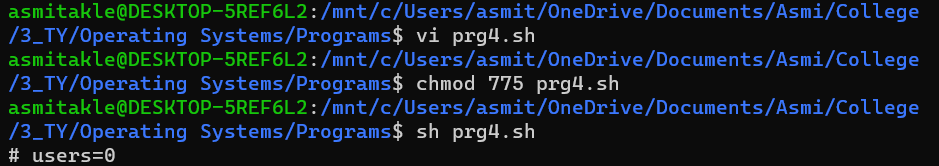 asmitakle@DESKTOP-5REF6L2:/mnt/c/Users/asmit/OneDrive/Documents/Asmi/College
/3_TY/Operating Systems/Programs$ vi prg4.sh
asmitakle@DESKTOP-5REF6L2:/mnt/c/Users/asmit/OneDrive/Documents/Asmi/College
/3_TY/Operating Systems/Programs$ chmod 775 prg4.sh
asmitakle@DESKTOP-5REF6L2:/mnt/c/Users/asmit/OneDrive/Documents/Asmi/College
/3_TY/Operating Systems/Programs$ sh prg4.sh
# users=0